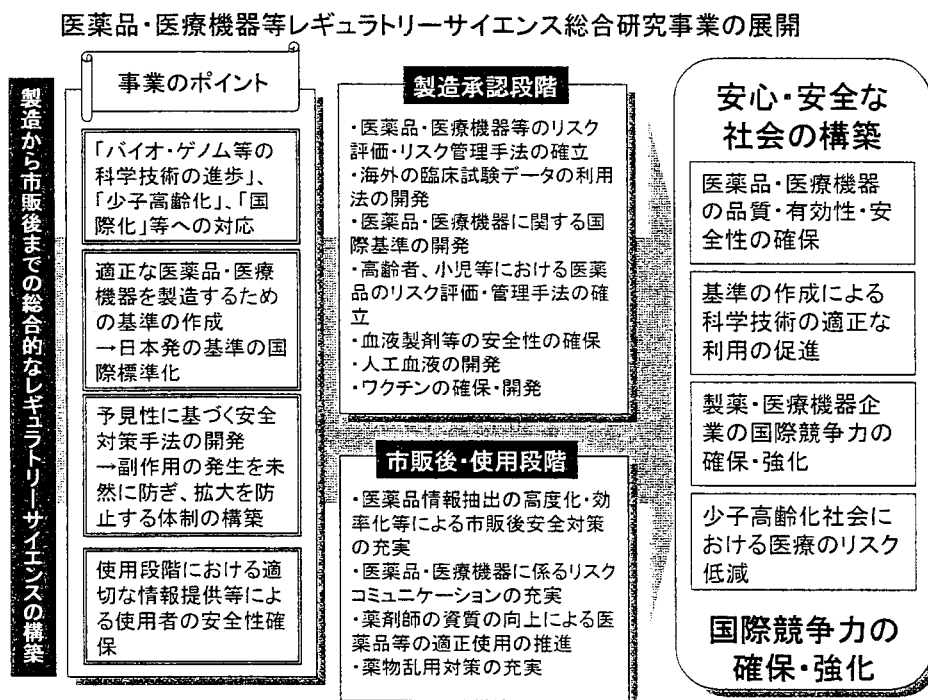 医薬品・医療機器等レギュラトリーサイエンス総合研究事業の展開
製造から市販後までの総合的なレギュラトリーサイエンスの構築
事業のポイント
「バイオ・ゲノム等の
科学技術の進歩」、
「少子高齢化」、「国
際化」等への対応
適正な医薬品・医療
機器を製造するため
の基準の作成
→日本発の基準の国
際標準化
予見性に基づく安全
対策手法の開発
→副作用の発生を未
然に防ぎ、拡大を防
止する体制の構築
使用段階における適
切な情報提供等によ
る使用者の安全性確
保
製造承認段階
・医薬品・医療機器等のリスク
評価・リスク管理手法の確立
・海外の臨床試験データの利用
法の開発
・医薬品・医療機器に関する国
際基準の開発
・高齢者、小児等における医薬
品のリスク評価・管理手法の確
立
・血液製剤等の安全性の確保
・人工血液の開発
・ワクチンの確保・開発
市販後・使用段階
・医薬品情報抽出の高度化・効
率化等による市販後安全対策
の充実
・医薬品・医療機器に係るリスク
コミュニケーションの充実
・薬剤師の資質の向上による医
薬品等の適正使用の推進
・薬物乱用対策の充実
安心・安全な
社会の構築
医薬品・医療機器
の品質・有効性・安
全性の確保
基準の作成による
科学技術の適正な
利用の促進
製薬・医療機器企
業の国際競争力の
確保・強化
少子高齢化社会に
おける医療のリスク
低減
国際競争力の
確保・強化